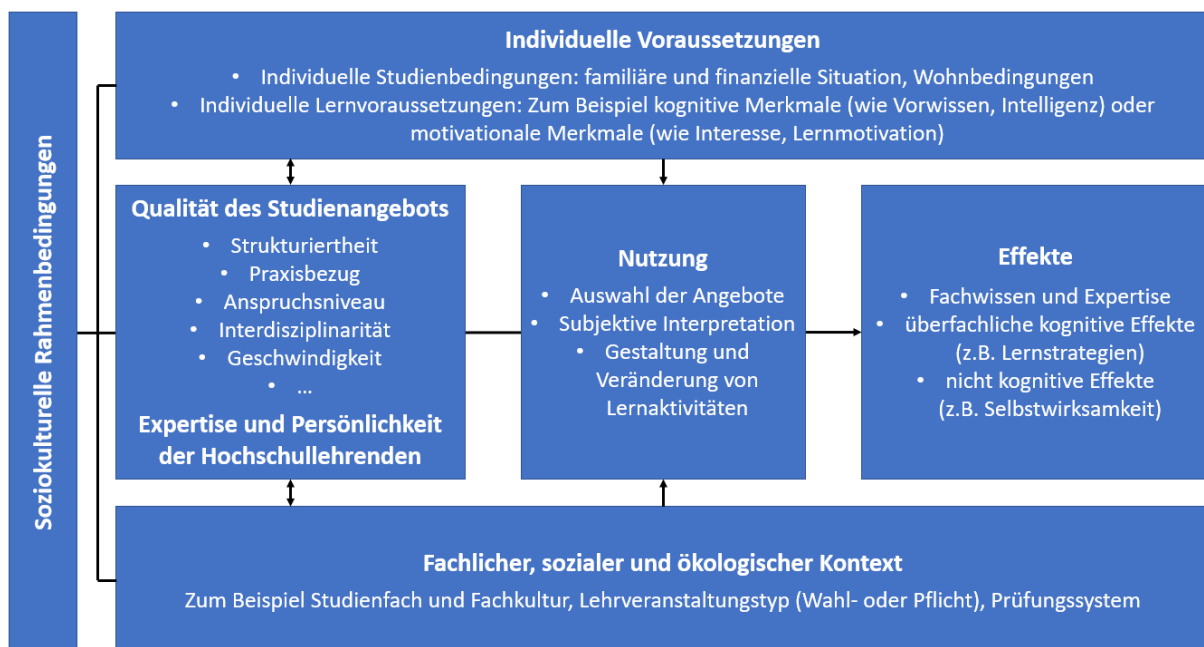 Soziokulturelle Rahmenbedingungen
Individuelle Voraussetzungen
• Individuelle Studienbedingungen: familiäre und finanzielle Situation, Wohnbedingungen
• Individuelle Lernvoraussetzungen: Zum Beispiel kognitive Merkmale (wie Vorwissen, Intelligenz) oder
motivationale Merkmale (wie Interesse, Lernmotivation)
Qualität des Studienangebots
• Strukturiertheit
• Praxisbezug
• Anspruchsniveau
• Interdisziplinarität
• Geschwindigkeit
• ...
Expertise und Persönlichkeit
der Hochschullehrenden
Nutzung
• Auswahl der Angebote
• Subjektive Interpretation
• Gestaltung und
Veränderung von
Lernaktivitäten
Effekte
• Fachwissen und Expertise
• überfachliche kognitive Effekte
(z.B. Lernstrategien)
• nicht kognitive Effekte
(z.B. Selbstwirksamkeit)
Fachlicher, sozialer und ökologischer Kontext
Zum Beispiel Studienfach und Fachkultur, Lehrveranstaltungstyp (Wahl- oder Pflicht), Prüfungssystem